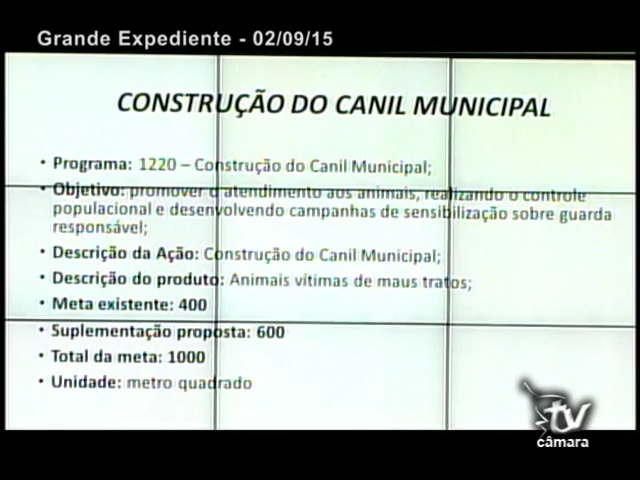 Grande Expediente - 02/09/15
CONSTRUÇÃO DO CANIL MUNICIPAL
• Programa: 1220 – Construção do Canil Municipal;
• Objetivo: promover o atendimento aos animais, realizando o controle
populacional e desenvolvendo campanhas de sensibilização sobre guarda
responsável;
• Descrição da Ação: Construção do Canil Municipal;
• Descrição do produto: Animais vítimas de maus tratos;
• Meta existente: 400
• Suplementação proposta: 600
• Total da meta: 1000
• Unidade: metro quadrado
tv
câmara